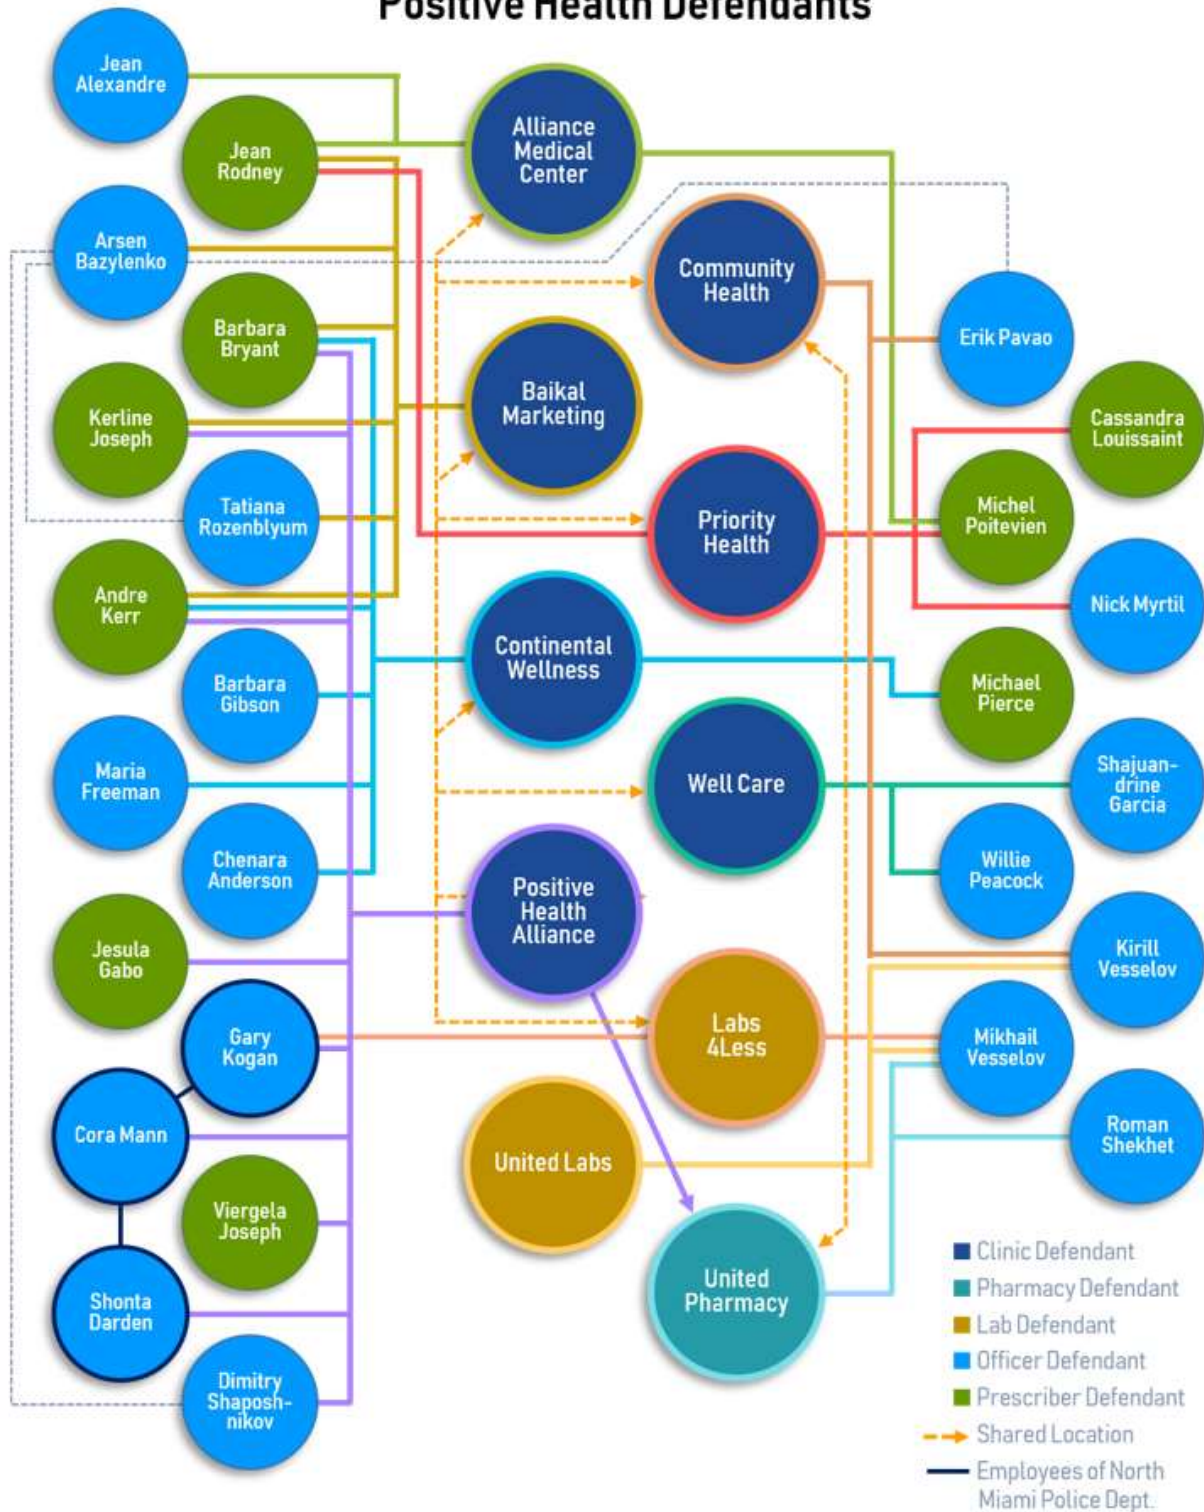 Positive Health Defendants
Jean
Alexandre
Jean
Rodney
Arsen
Bazylenko
Barbara
Bryant
Kerline
Joseph
Tatiana
Rozenblyum
Andre
Kerr
Barbara
Gibson
Maria
Freeman
Chenara
Anderson
Jesula
Gabo
Gary
Kogan
Cora Mann
Viergela
Joseph
Shonta
Darden
Dimitry
Shaposh-
nikov
Alliance
Medical
Center
Community
Health
Baikal
Marketing
Priority
Health
Continental
Wellness
Well Care
Positive
Health
Alliance
Labs
4Less
United Labs
United
Pharmacy
Erik Pavao
Cassandra
Louissaint
Michel
Poitevien
Nick Myrtil
Michael
Pierce
Shajuan-
drine
Garcia
Willie
Peacock
Kirill
Vesselov
Mikhail
Vesselov
Roman
Shekhet
Clinic Defendant
Pharmacy Defendant
Lab Defendant
Officer Defendant
Prescriber Defendant
Shared Location
Employees of North
Miami Police Dept.